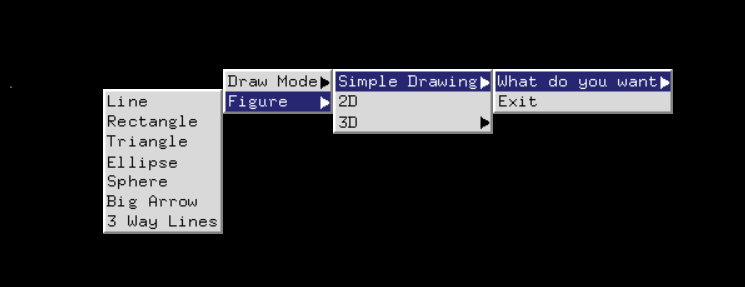 Draw Mode
Figure
Simple Drawing
2D
3D
What do you want
Exit
Line
Rectangle
Triangle
Ellipse
Sphere
Big Arrow
3 Way Lines